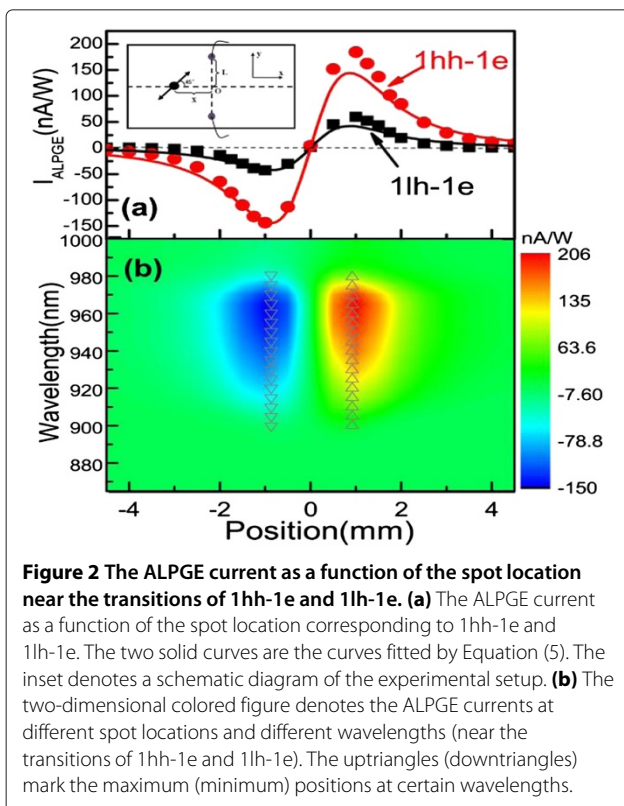 200
150
100
50
0
-50
-100
-150
I_ALPGE(nA/W)
45°
X
L
O
y
x
1hh-1e
1lh-1e
(a)
1000
980
960
940
920
900
880
Wavelength(nm)
(b)
-4 -2 0 2 4
Position(mm)
nA/W
206
135
63.6
-7.60
-78.8
-150
Figure 2 The ALPGE current as a function of the spot location
near the transitions of 1hh-1e and 1lh-1e. (a) The ALPGE current
as a function of the spot location corresponding to 1hh-1e and
1lh-1e. The two solid curves are the curves fitted by Equation (5). The
inset denotes a schematic diagram of the experimental setup. (b) The
two-dimensional colored figure denotes the ALPGE currents at
different spot locations and different wavelengths (near the
transitions of 1hh-1e and 1lh-1e). The uptriangles (downtriangles)
mark the maximum (minimum) positions at certain wavelengths.